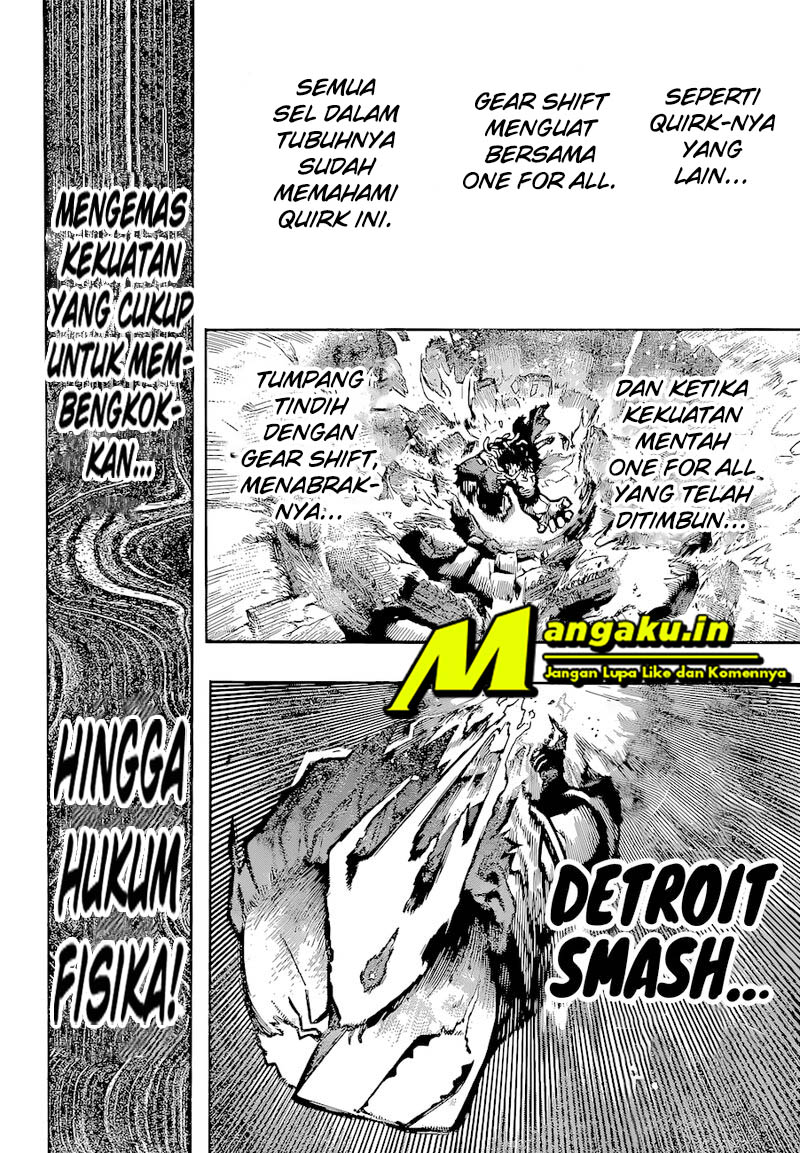 SEPERTI
QUIRK-NYA
YANG
LAIN...
GEAR SHIFT
MENGUAT
BERSAMA
ONE FOR ALL.
SEMUA
SEL DALAM
TUBUHNYA
SUDAH
MEMAHAMI
QUIRK INI.
DAN KETIKA
KEKUATAN
MENTAH
ONE FOR ALL
YANG TELAH
DITIMBUN...
TUMPANG
TINDIH
DENGAN
GEAR SHIFT,
MENABRAK-
NYA...
Mangaku.in
Jangan Lupa Like dan Komennya
DETROIT
SMASH...
MENGEMAS
KEKUATAN
YANG CUKUP
UNTUK MEM-
BENGKOK-
KAN...
HINGGA
HUKUM
FISIKA!